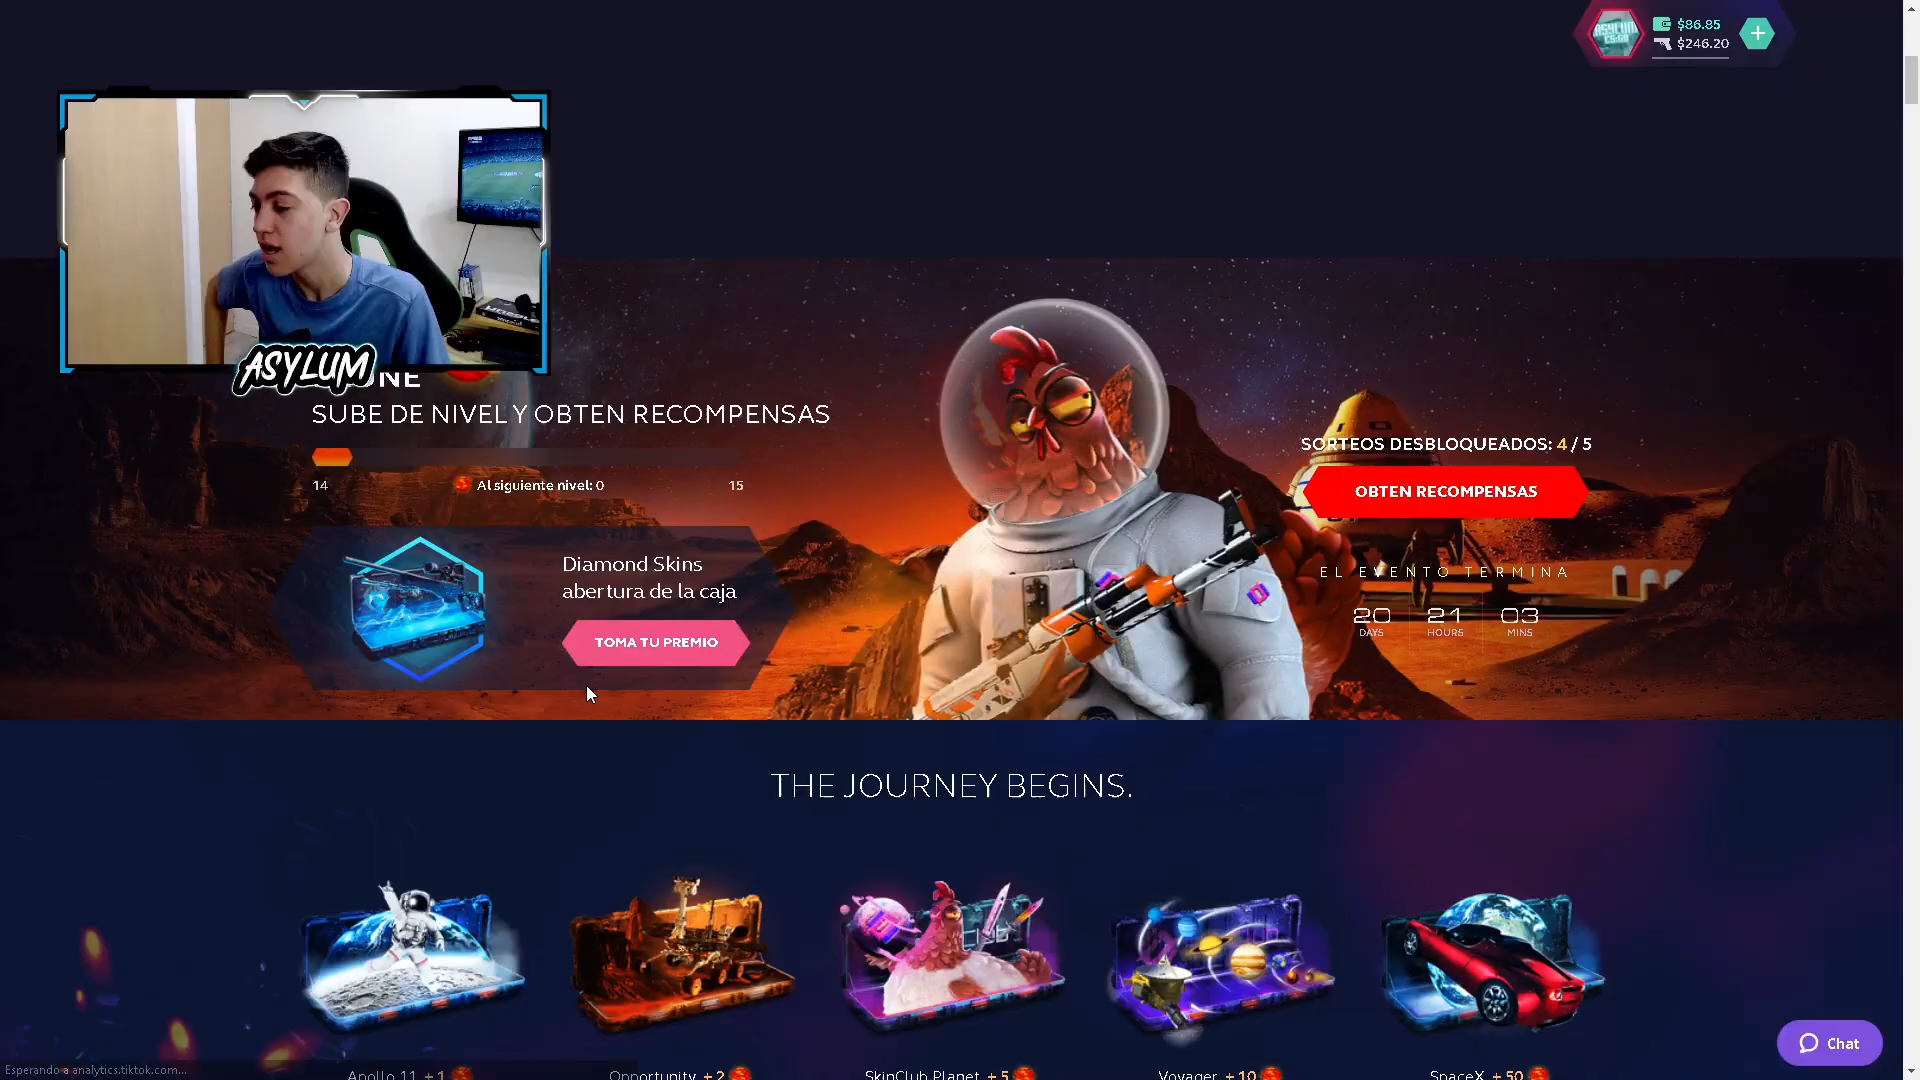 $86.85
$246.20
ASYLUM
NE
SUBE DE NIVEL Y OBTEN RECOMPENSAS
14
Al siguiente nivel: 0
15
Diamond Skins
abertura de la caja
TOMA TU PREMIO
SORTEOS DESBLOQUEADOS: 4 / 5
OBTEN RECOMPENSAS
EL EVENTO TERMINA
20 21 03
DAYS HOURS MINS
THE JOURNEY BEGINS.
Apollo 11 + 1
Opportunity + 2
SkinClub Planet + 5
Voyager + 10
SpaceX + 50
Chat
Esperando a analytics.tiktok.com...